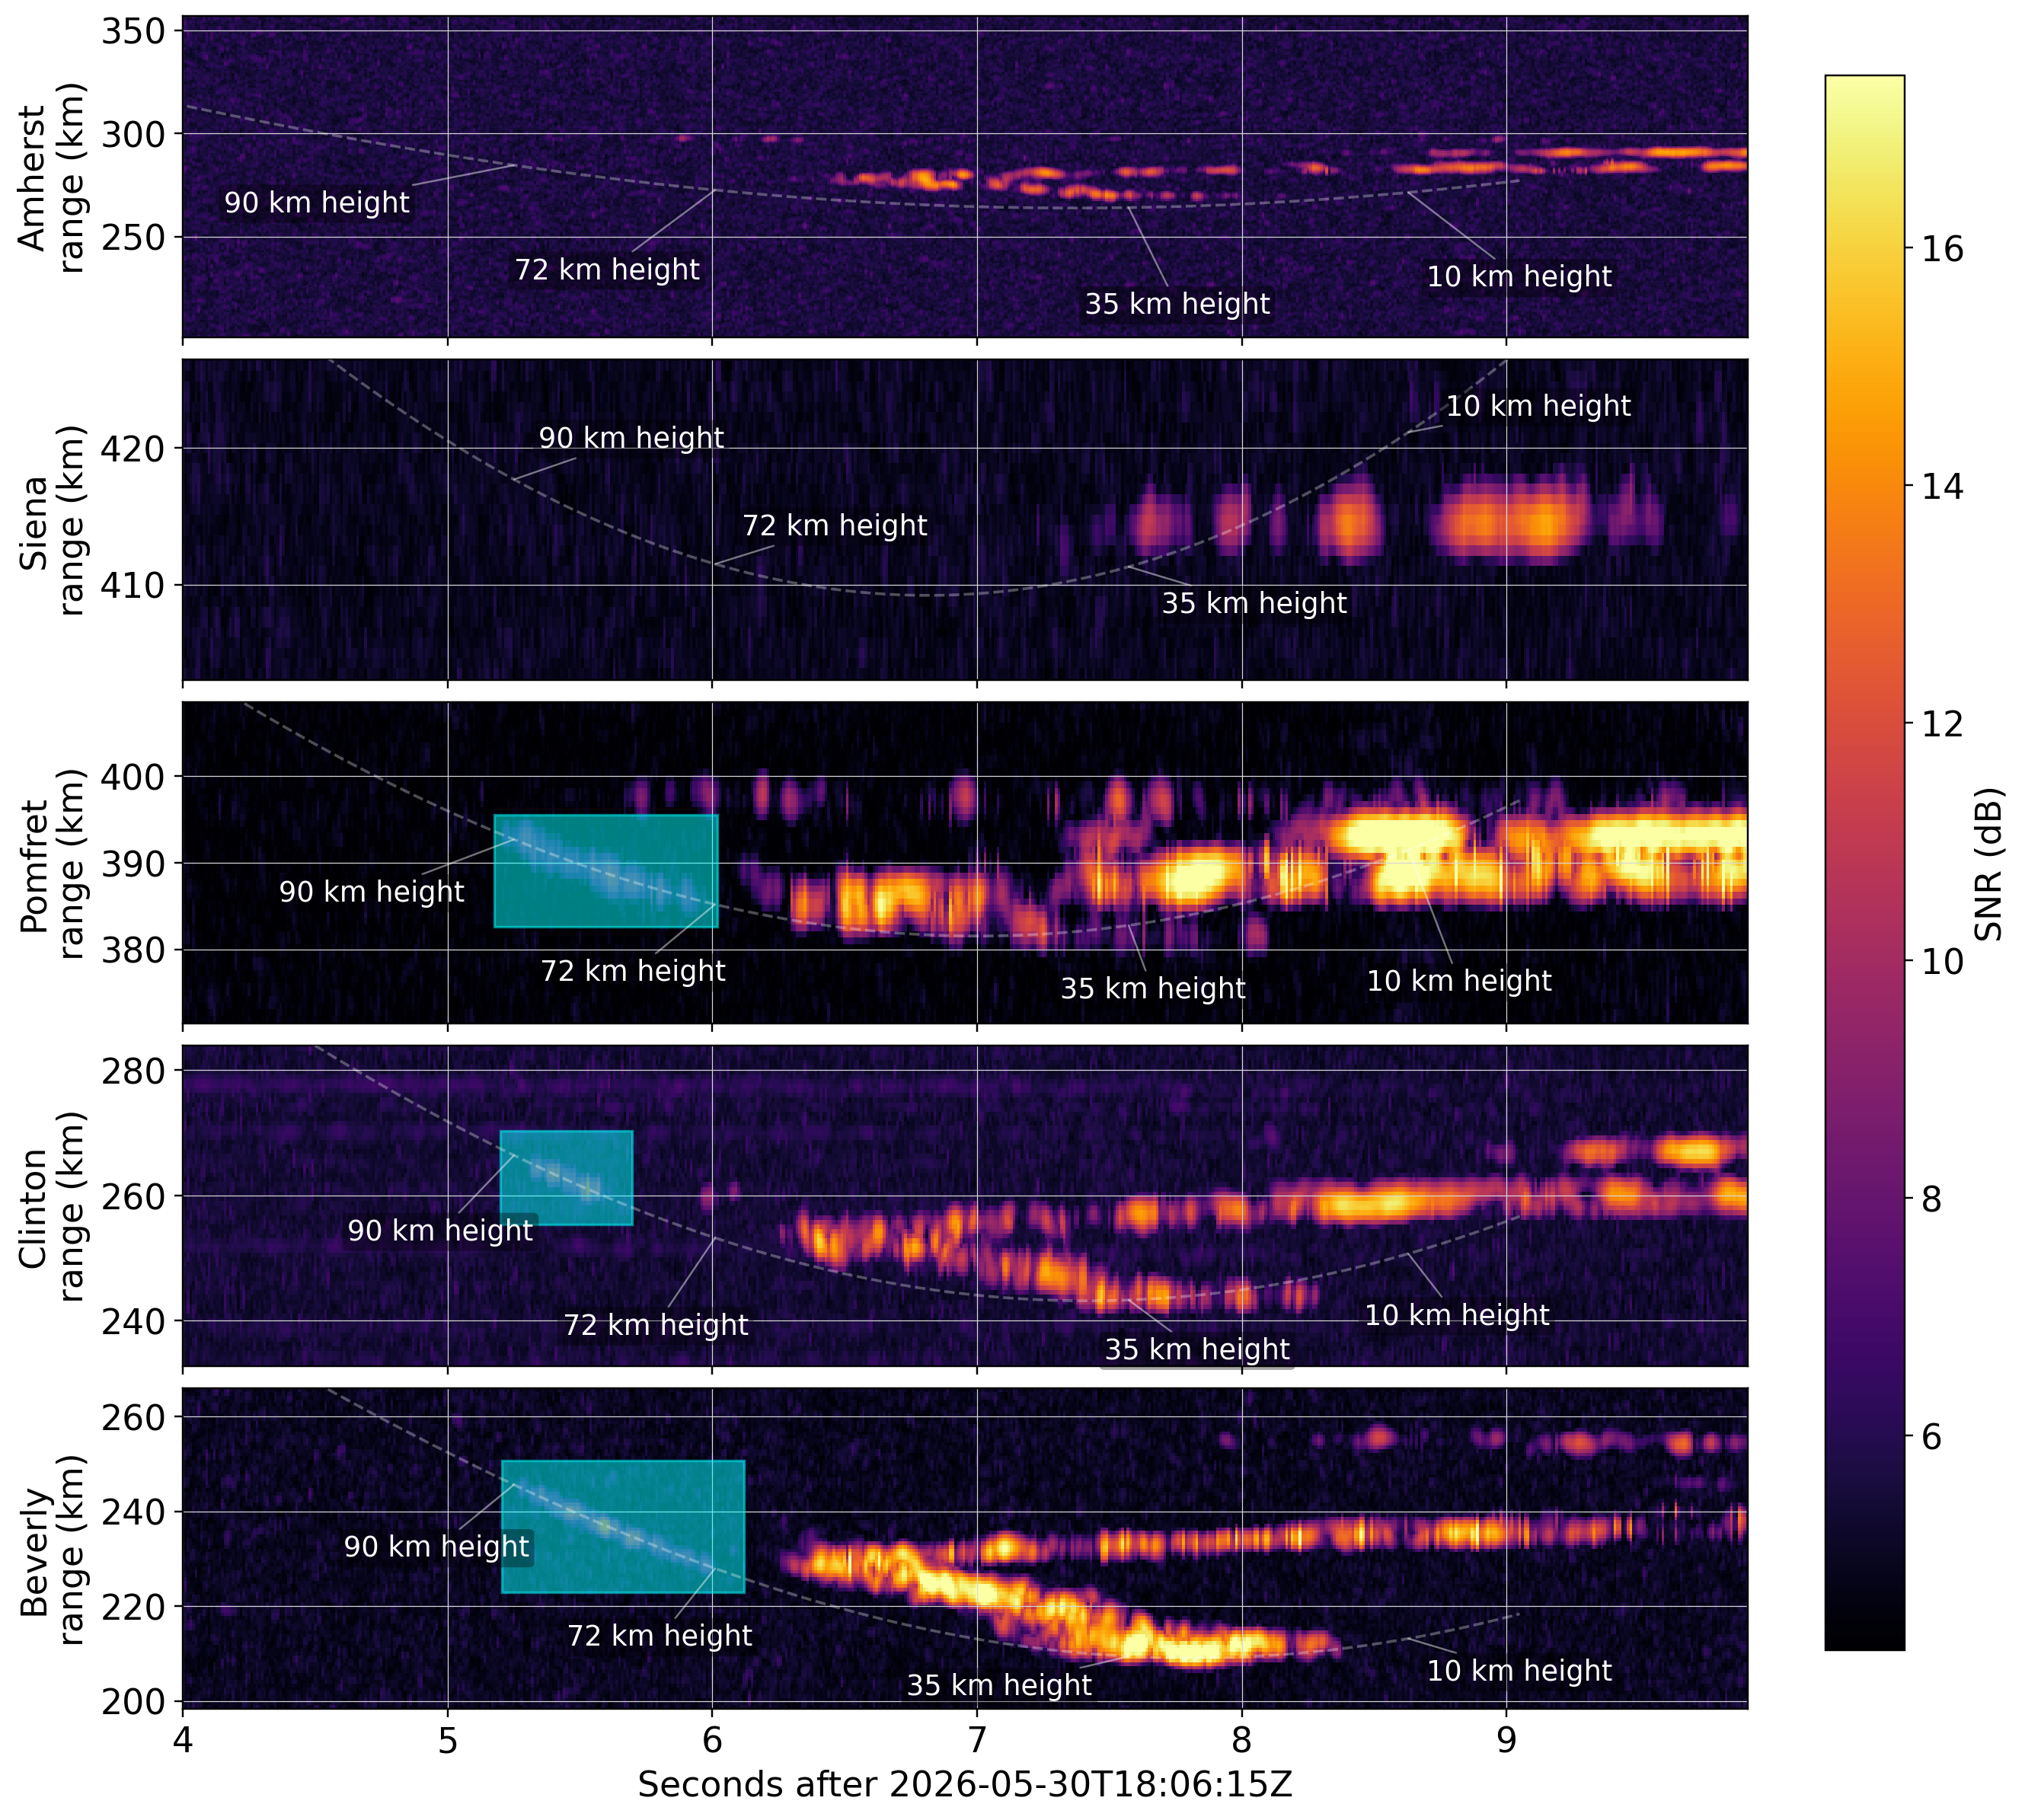 Amherst
range (km)
350
300
250
90 km height
72 km height
35 km height
10 km height
Siena
range (km)
420
410
90 km height
72 km height
35 km height
10 km height
Pomfret
range (km)
400
390
380
90 km height
72 km height
35 km height
10 km height
Clinton
range (km)
280
260
240
90 km height
72 km height
35 km height
10 km height
Beverly
range (km)
260
240
220
200
90 km height
72 km height
35 km height
10 km height
4 5 6 7 8 9
Seconds after 2026-05-30T18:06:15Z
16
14
12
10
8
6
SNR (dB)